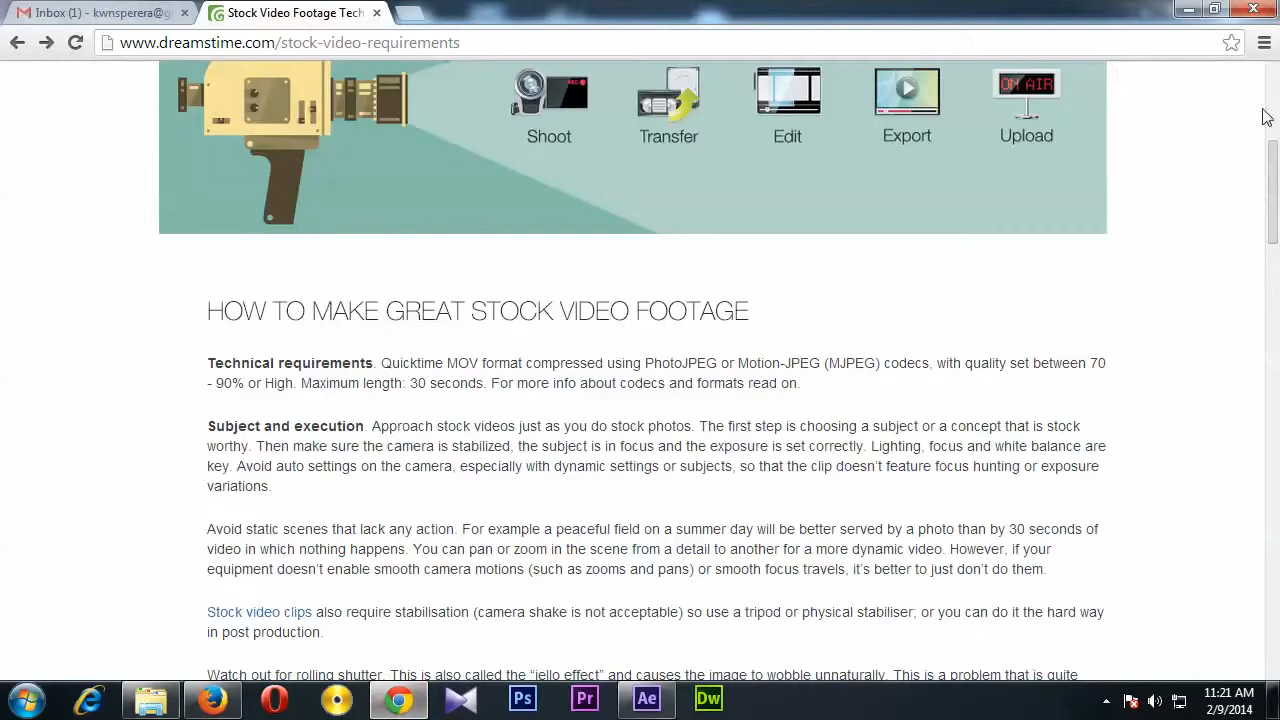 Inbox (1) - kwnsperera@g
Stock Video Footage Tech
www.dreamstime.com/stock-video-requirements
REC
ON AIR
Shoot
Transfer
Edit
Export
Upload
HOW TO MAKE GREAT STOCK VIDEO FOOTAGE
Technical requirements. Quicktime MOV format compressed using PhotoJPEG or Motion-JPEG (MJPEG) codecs, with quality set between 70
- 90% or High. Maximum length: 30 seconds. For more info about codecs and formats read on.
Subject and execution. Approach stock videos just as you do stock photos. The first step is choosing a subject or a concept that is stock
worthy. Then make sure the camera is stabilized, the subject is in focus and the exposure is set correctly. Lighting, focus and white balance are
key. Avoid auto settings on the camera, especially with dynamic settings or subjects, so that the clip doesn't feature focus hunting or exposure
variations.
Avoid static scenes that lack any action. For example a peaceful field on a summer day will be better served by a photo than by 30 seconds of
video in which nothing happens. You can pan or zoom in the scene from a detail to another for a more dynamic video. However, if your
equipment doesn't enable smooth camera motions (such as zooms and pans) or smooth focus travels, it's better to just don't do them.
Stock video clips also require stabilisation (camera shake is not acceptable) so use a tripod or physical stabiliser; or you can do it the hard way
in post production.
Watch out for rolling shutter. This is also called the “jello effect” and causes the image to wobble unnaturally. This is a problem that is quite
Ps
Pr
Ae
Dw
11:21 AM
2/9/2014